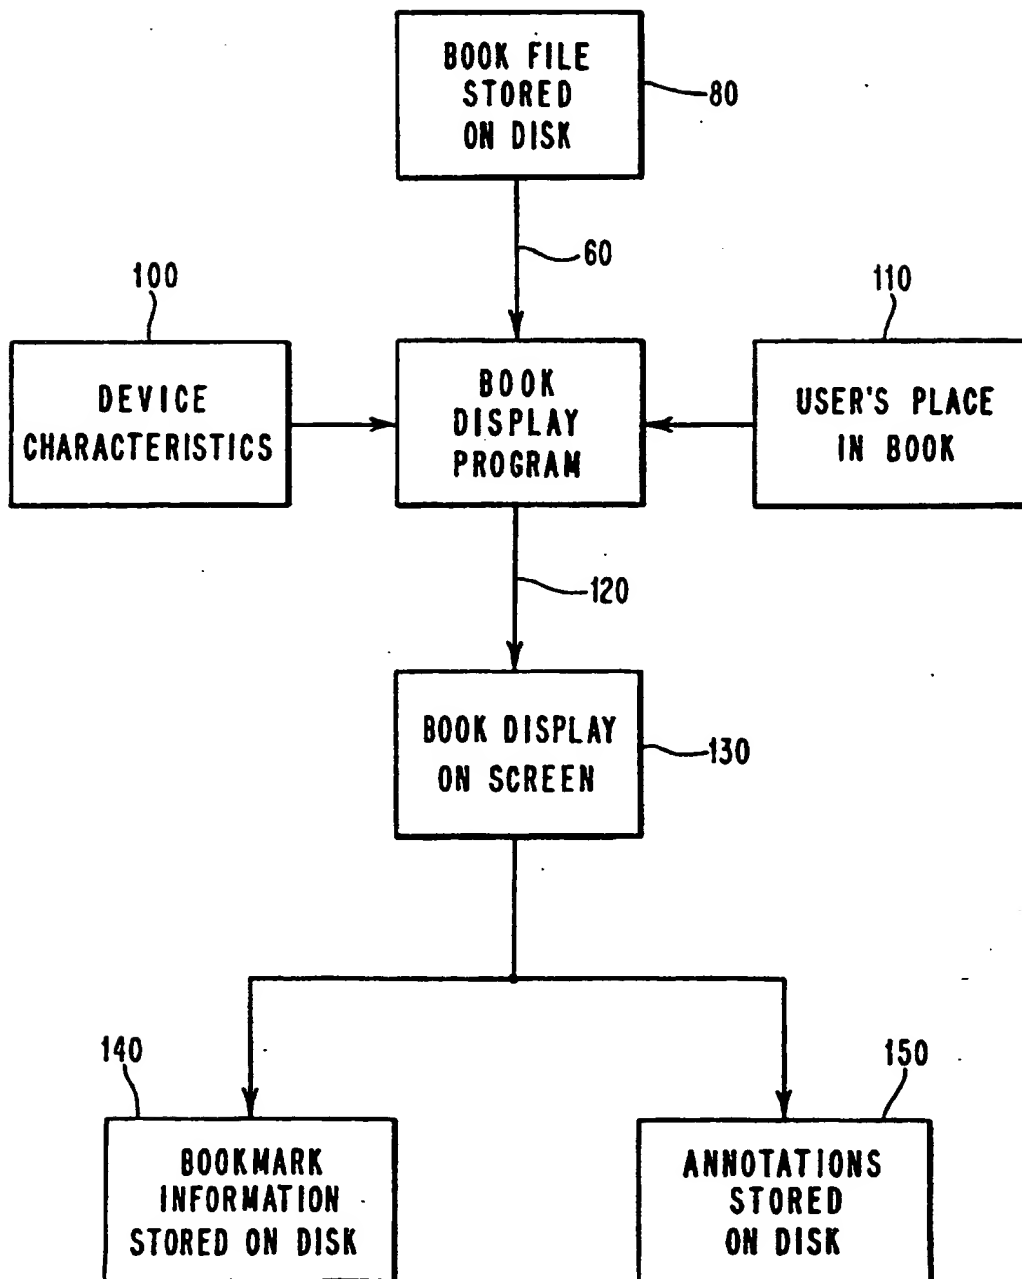 BOOK FILE
STORED
ON DISK
80
60
100
110
DEVICE
CHARACTERISTICS
BOOK
DISPLAY
PROGRAM
USER'S PLACE
IN BOOK
120
BOOK DISPLAY
ON SCREEN
130
140
150
BOOKMARK
INFORMATION
STORED ON DISK
ANNOTATIONS
STORED
ON DISK